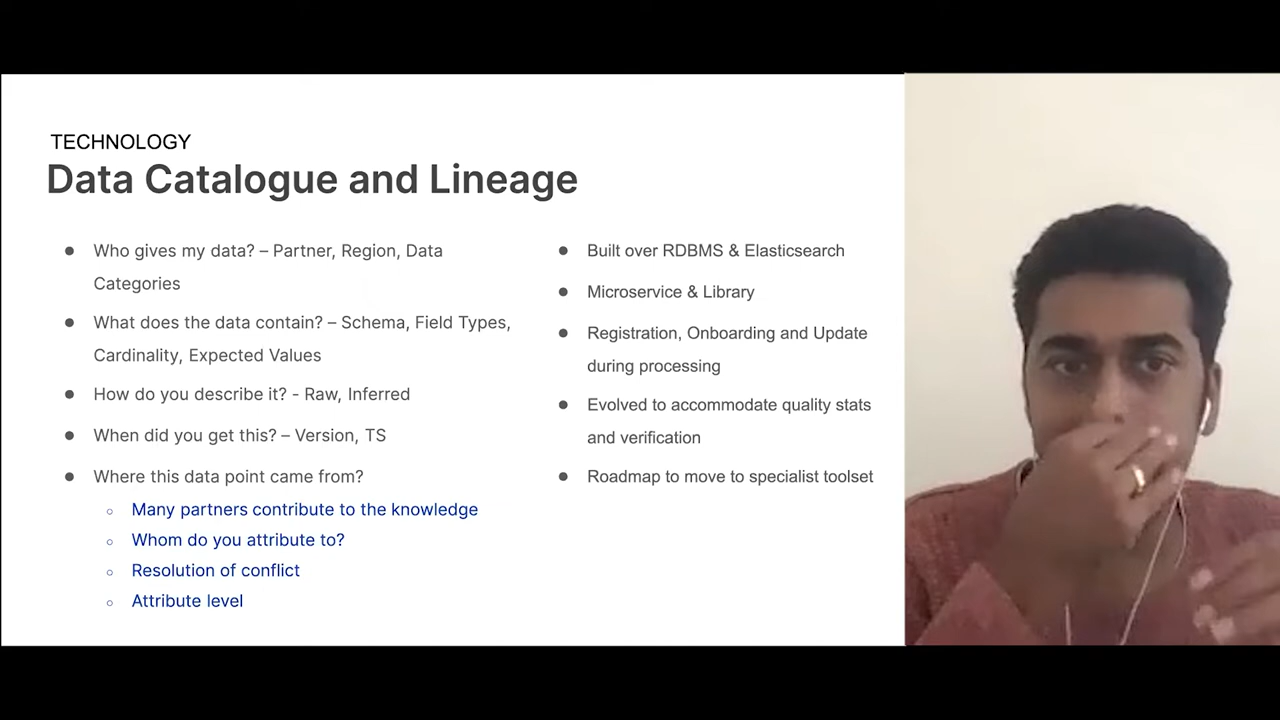 TECHNOLOGY
Data Catalogue and Lineage
● Who gives my data? – Partner, Region, Data
Categories
● What does the data contain? – Schema, Field Types,
Cardinality, Expected Values
● How do you describe it? - Raw, Inferred
● When did you get this? – Version, TS
● Where this data point came from?
○ Many partners contribute to the knowledge
○ Whom do you attribute to?
○ Resolution of conflict
○ Attribute level
● Built over RDBMS & Elasticsearch
● Microservice & Library
● Registration, Onboarding and Update
during processing
● Evolved to accommodate quality stats
and verification
● Roadmap to move to specialist toolset